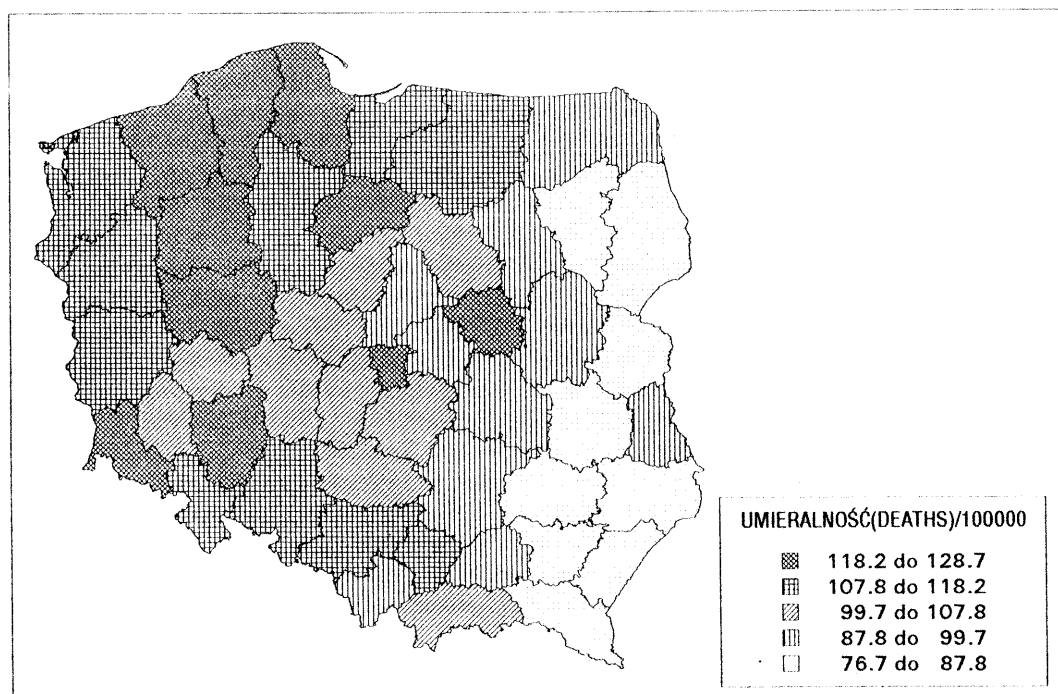 UMIERALNOŚĆ(DEATHS)/100000
118.2 do 128.7
107.8 do 118.2
99.7 do 107.8
87.8 do 99.7
76.7 do 87.8